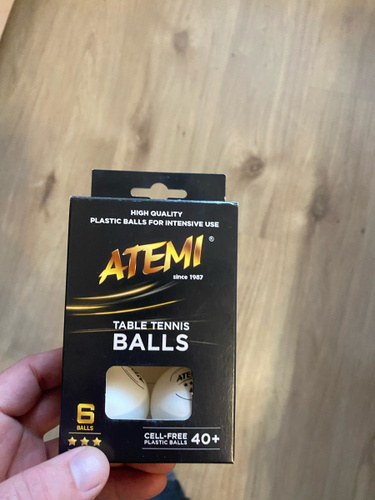 HIGH QUALITY
PLASTIC BALLS FOR INTENSIVE USE
ATEMI®
since 1987
TABLE TENNIS
BALLS
ATEMI
6
BALLS
CELL-FREE
PLASTIC BALLS
40+